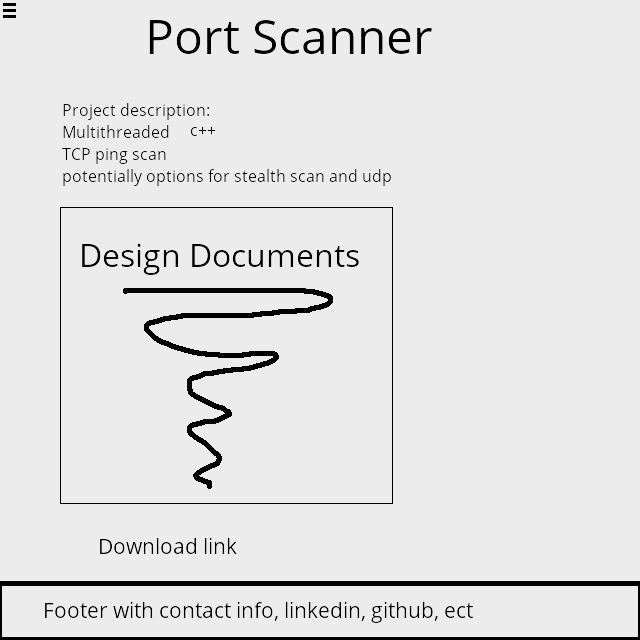 Port Scanner
Project description:
Multithreaded c++
TCP ping scan
potentially options for stealth scan and udp
Design Documents
Download link
Footer with contact info, linkedin, github, ect